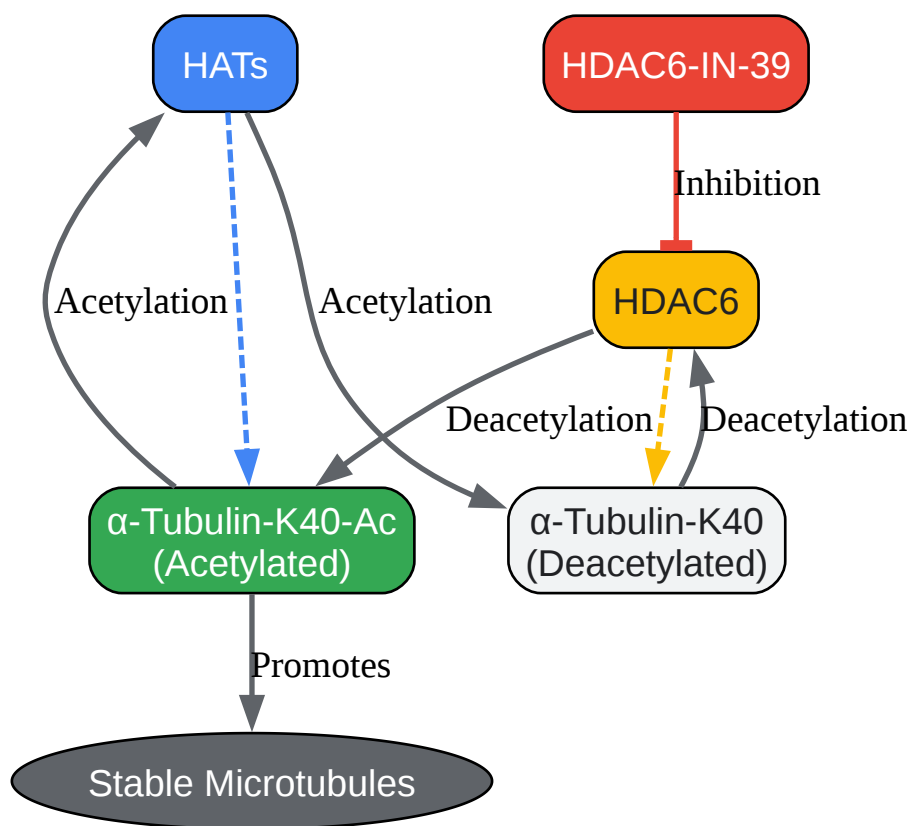 HATs
HDAC6-IN-39
Inhibition
HDAC6
Acetylation
Acetylation
Deacetylation
Deacetylation
α-Tubulin-K40-Ac
(Acetylated)
α-Tubulin-K40
(Deacetylated)
Promotes
Stable Microtubules